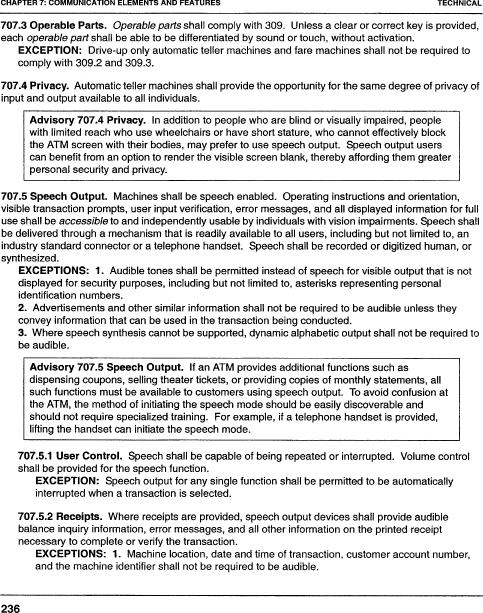 CHAPTER 7: COMMUNICATION ELEMENTS AND FEATURES TECHNICAL
707.3 Operable Parts. Operable parts shall comply with 309. Unless a clear or correct key is provided,
each operable part shall be able to be differentiated by sound or touch, without activation.
EXCEPTION: Drive-up only automatic teller machines and fare machines shall not be required to
comply with 309.2 and 309.3.
707.4 Privacy. Automatic teller machines shall provide the opportunity for the same degree of privacy of
input and output available to all individuals.
Advisory 707.4 Privacy. In addition to people who are blind or visually impaired, people
with limited reach who use wheelchairs or have short stature, who cannot effectively block
the ATM screen with their bodies, may prefer to use speech output. Speech output users
can benefit from an option to render the visible screen blank, thereby affording them greater
personal security and privacy.
707.5 Speech Output. Machines shall be speech enabled. Operating instructions and orientation,
visible transaction prompts, user input verification, error messages, and all displayed information for full
use shall be accessible to and independently usable by individuals with vision impairments. Speech shall
be delivered through a mechanism that is readily available to all users, including but not limited to, an
industry standard connector or a telephone handset. Speech shall be recorded or digitized human, or
synthesized.
EXCEPTIONS: 1. Audible tones shall be permitted instead of speech for visible output that is not
displayed for security purposes, including but not limited to, asterisks representing personal
identification numbers.
2. Advertisements and other similar information shall not be required to be audible unless they
convey information that can be used in the transaction being conducted.
3. Where speech synthesis cannot be supported, dynamic alphabetic output shall not be required to
be audible.
Advisory 707.5 Speech Output. If an ATM provides additional functions such as
dispensing coupons, selling theater tickets, or providing copies of monthly statements, all
such functions must be available to customers using speech output. To avoid confusion at
the ATM, the method of initiating the speech mode should be easily discoverable and
should not require specialized training. For example, if a telephone handset is provided,
lifting the handset can initiate the speech mode.
707.5.1 User Control. Speech shall be capable of being repeated or interrupted. Volume control
shall be provided for the speech function.
EXCEPTION: Speech output for any single function shall be permitted to be automatically
interrupted when a transaction is selected.
707.5.2 Receipts. Where receipts are provided, speech output devices shall provide audible
balance inquiry information, error messages, and all other information on the printed receipt
necessary to complete or verify the transaction.
EXCEPTIONS: 1. Machine location, date and time of transaction, customer account number,
and the machine identifier shall not be required to be audible.
236